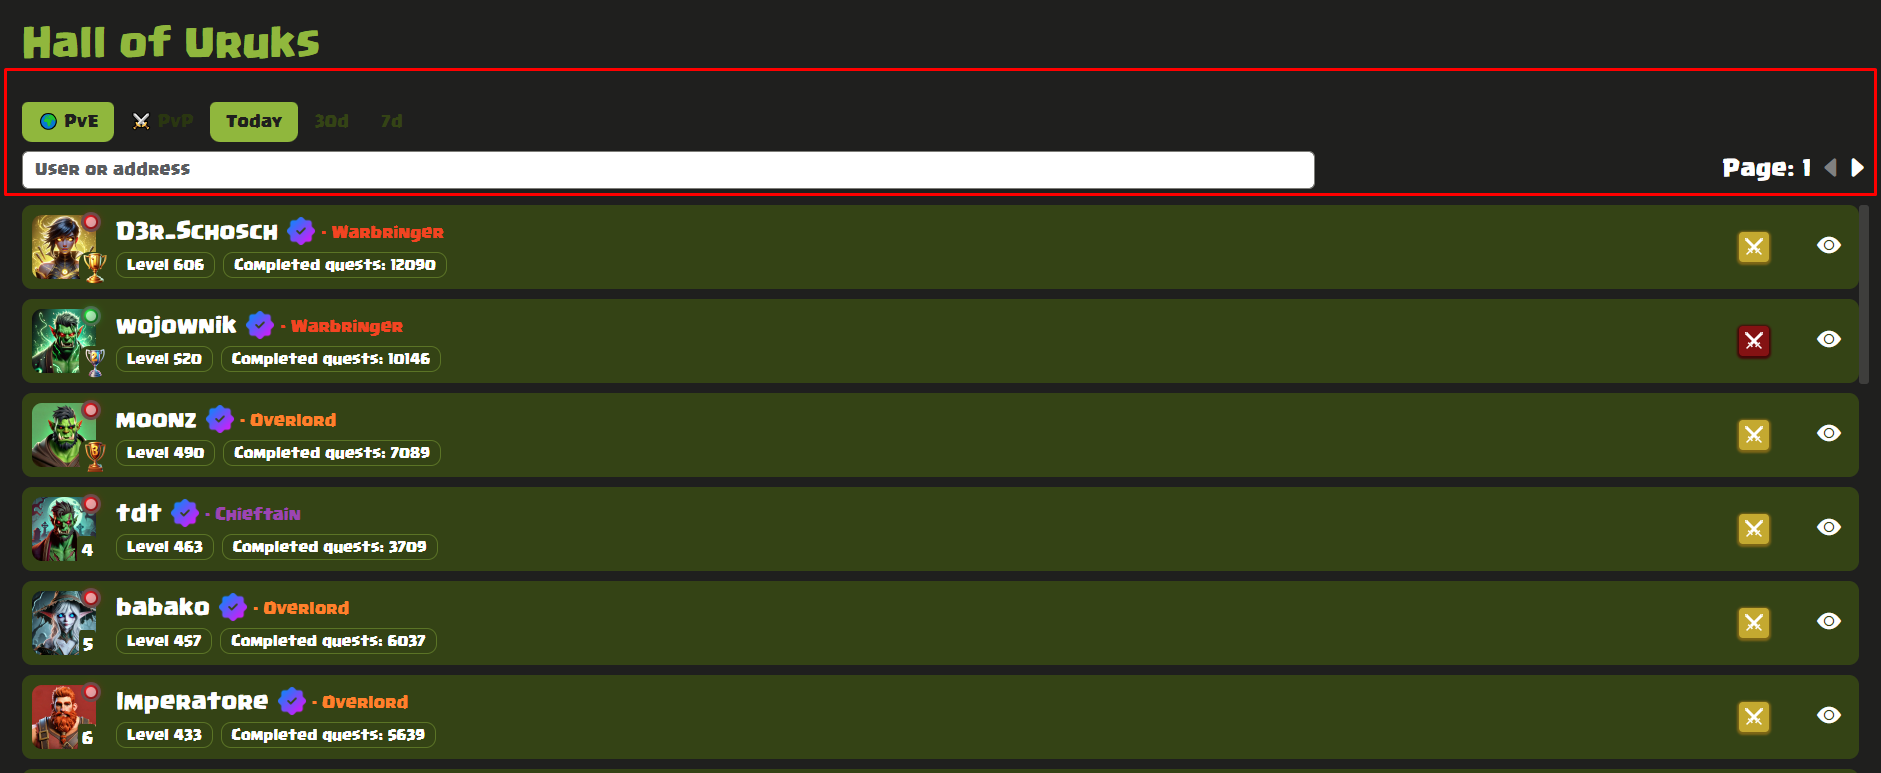 Hall of Uruks
PvE PvP Today 30d 7d
User or address
Page: 1
D3r_Schosch - Warbringer
Level 606 Completed quests: 12090
wojownik - Warbringer
Level 520 Completed quests: 10146
MOONZ - Overlord
Level 490 Completed quests: 7089
tdt - Chieftain
4
Level 463 Completed quests: 3709
babako - Overlord
5
Level 457 Completed quests: 6037
Imperatore - Overlord
6
Level 433 Completed quests: 5639